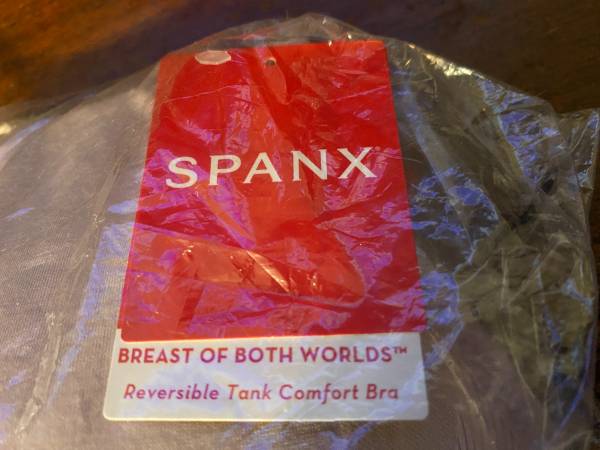 SPANX®
BREAST OF BOTH WORLDS™
Reversible Tank Comfort Bra